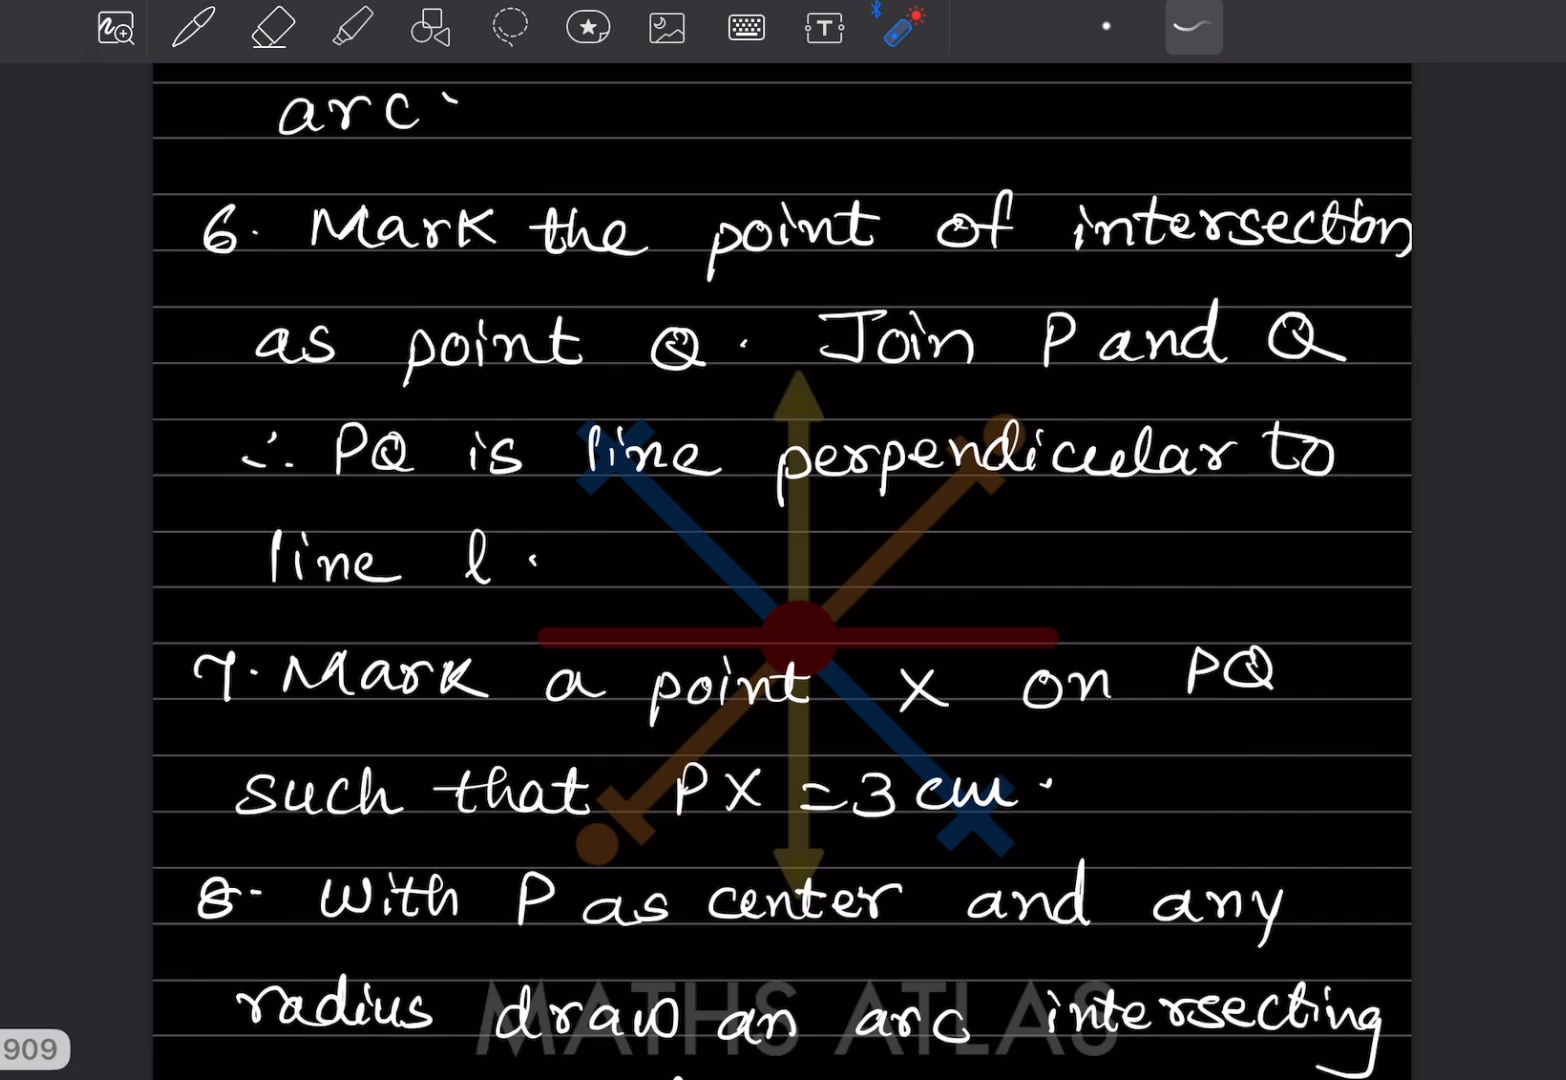 arc.
6. Mark the point of intersection
as point Q. Join P and Q
∴ PQ is line perpendicular to
line l.
7. Mark a point X on PQ
such that PX = 3 cm.
8. With P as center and any
radius draw an arc intersecting
MATHS ATLAS
909